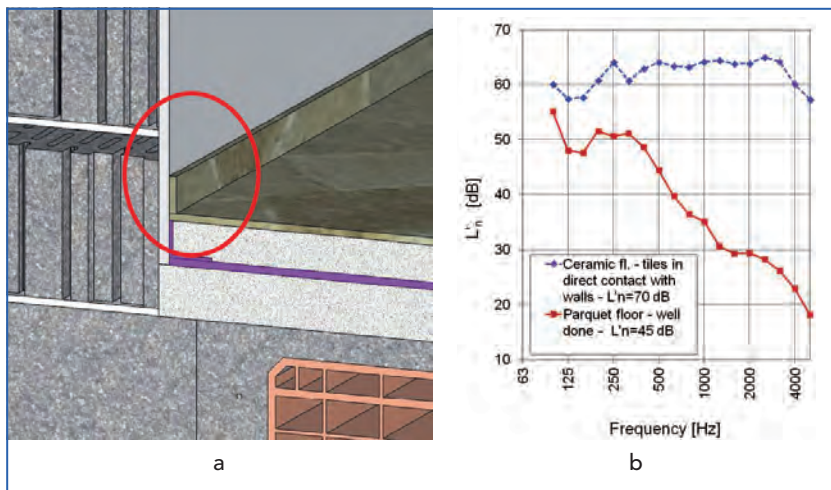 a
70
60
50
40
30
20
10
L'n [dB]
Ceramic fl. - tiles in
direct contact with
walls - L'n=70 dB
Parquet floor - well
done - L'n=45 dB
63
125
250
500
1000
2000
4000
Frequency [Hz]
b